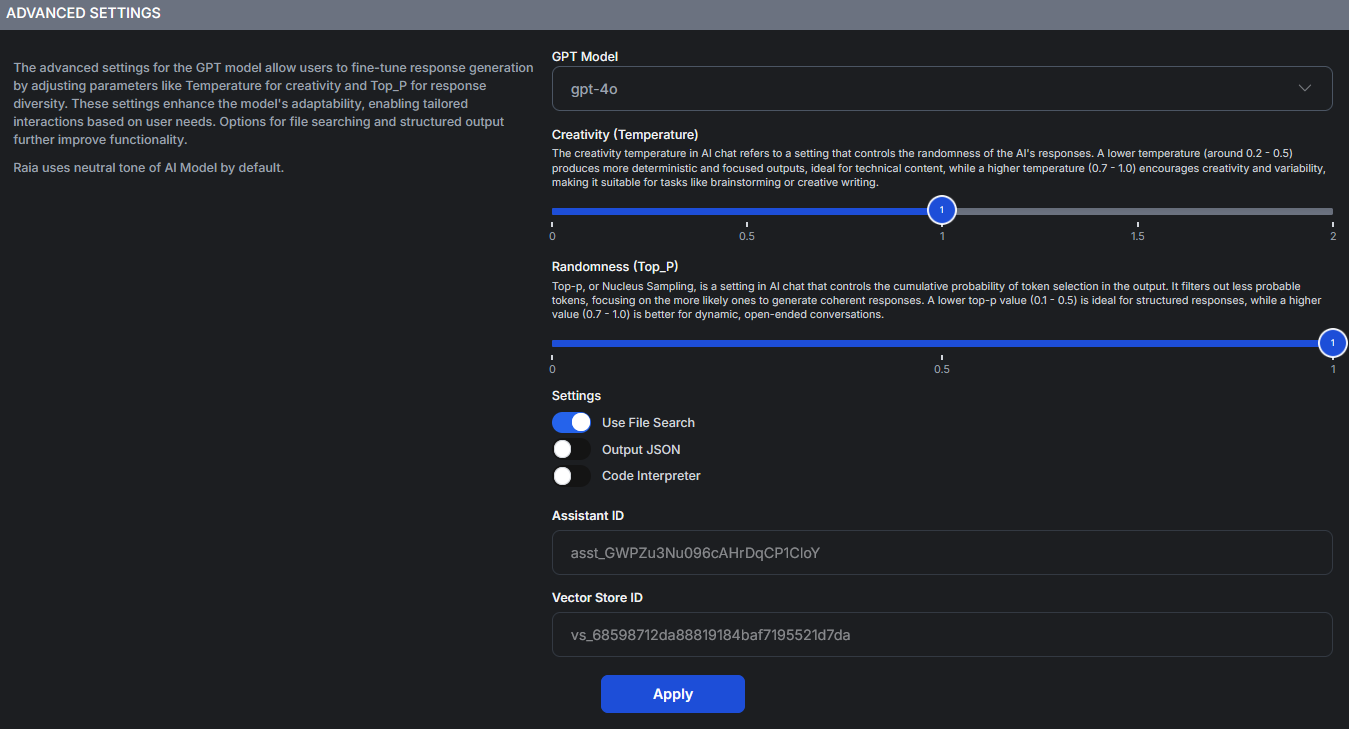 ADVANCED SETTINGS
The advanced settings for the GPT model allow users to fine-tune response generation
by adjusting parameters like Temperature for creativity and Top_P for response
diversity. These settings enhance the model's adaptability, enabling tailored
interactions based on user needs. Options for file searching and structured output
further improve functionality.
Raia uses neutral tone of AI Model by default.
GPT Model
gpt-4o
Creativity (Temperature)
The creativity temperature in AI chat refers to a setting that controls the randomness of the AI's responses. A lower temperature (around 0.2 - 0.5)
produces more deterministic and focused outputs, ideal for technical content, while a higher temperature (0.7 - 1.0) encourages creativity and variability,
making it suitable for tasks like brainstorming or creative writing.
1
0 0.5 1 1.5 2
Randomness (Top_P)
Top-p, or Nucleus Sampling, is a setting in AI chat that controls the cumulative probability of token selection in the output. It filters out less probable
tokens, focusing on the more likely ones to generate coherent responses. A lower top-p value (0.1 - 0.5) is ideal for structured responses, while a higher
value (0.7 - 1.0) is better for dynamic, open-ended conversations.
1
0 0.5 1
Settings
Use File Search
Output JSON
Code Interpreter
Assistant ID
asst_GWPZu3Nu096cAHrDqCP1CloY
Vector Store ID
vs_68598712da88819184baf7195521d7da
Apply